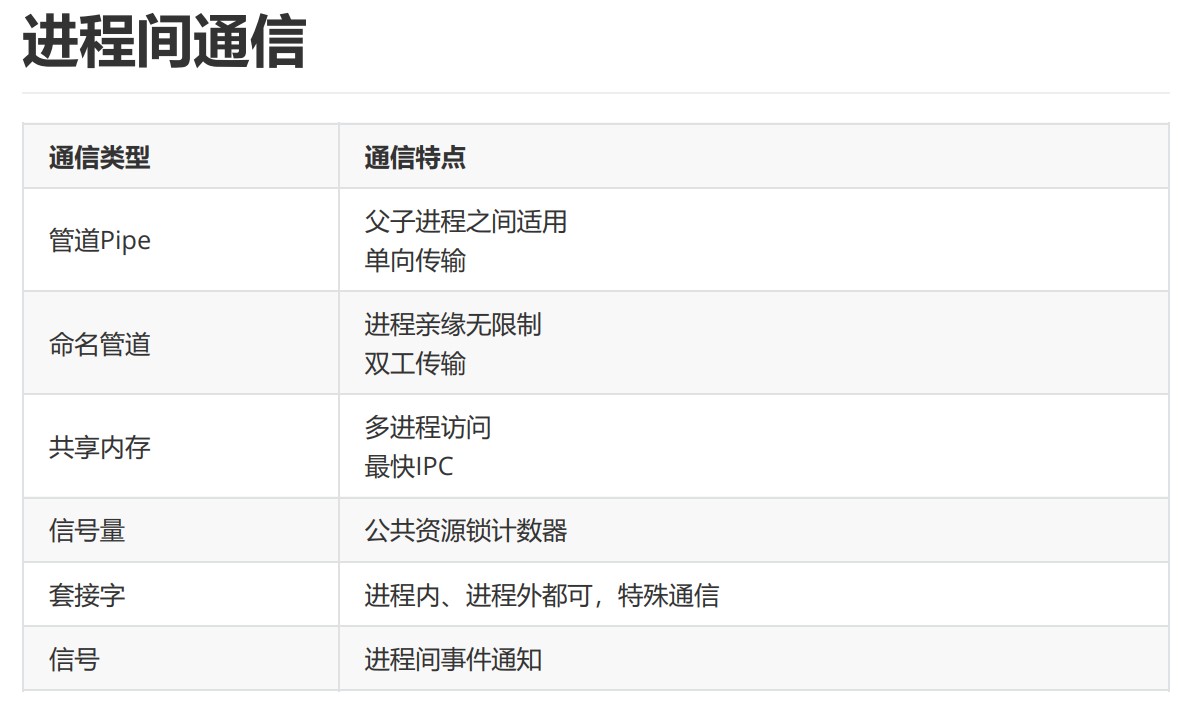 进程间通信
通信类型 通信特点
管道Pipe
父子进程之间适用
单向传输
命名管道
进程亲缘无限制
双工传输
共享内存
多进程访问
最快IPC
信号量 公共资源锁计数器
套接字 进程内、进程外都可，特殊通信
信号 进程间事件通知